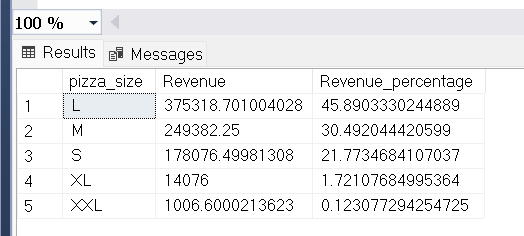 100 %
Results Messages
pizza_size Revenue Revenue_percentage
1 L 375318.701004028 45.8903330244889
2 M 249382.25 30.492044420599
3 S 178076.49981308 21.7734684107037
4 XL 14076 1.72107684995364
5 XXL 1006.6000213623 0.123077294254725